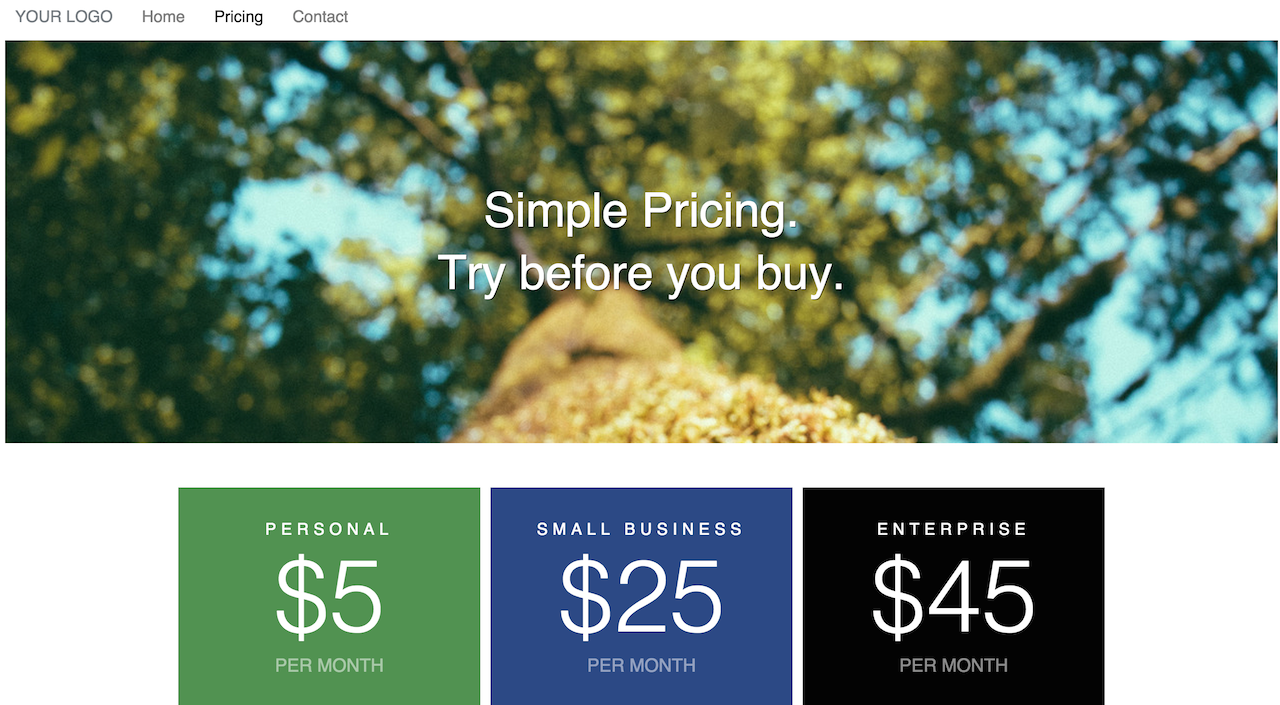 YOUR LOGO Home Pricing Contact
Simple Pricing.
Try before you buy.
PERSONAL
$5
PER MONTH
SMALL BUSINESS
$25
PER MONTH
ENTERPRISE
$45
PER MONTH